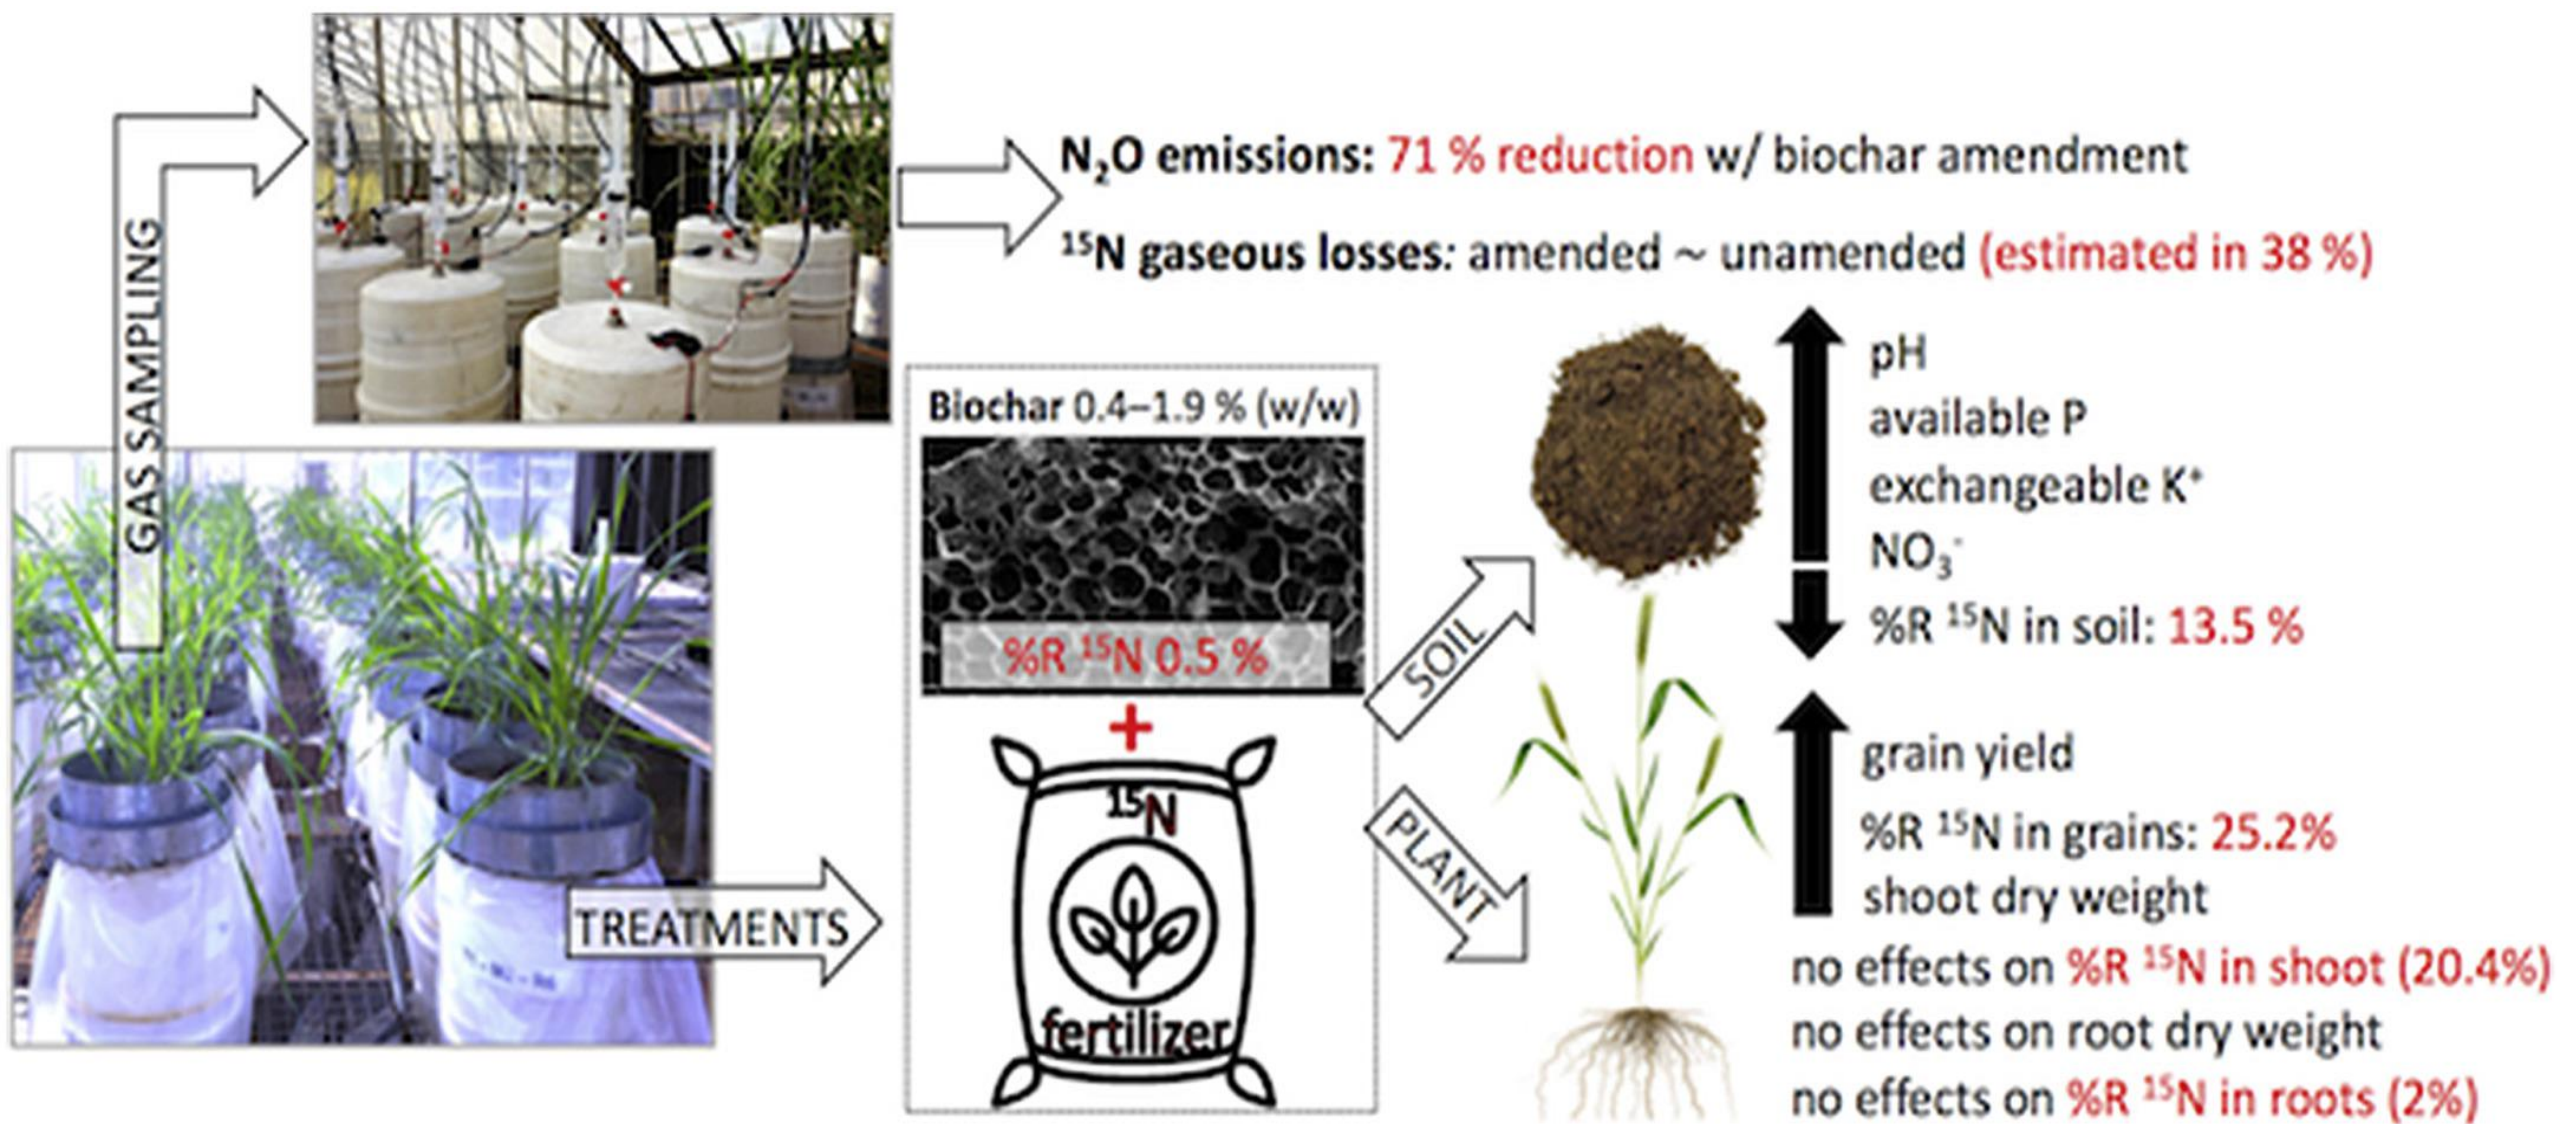 GAS SAMPLING
N₂O emissions: 71 % reduction w/ biochar amendment
¹⁵N gaseous losses: amended ~ unamended (estimated in 38 %)
Biochar 0.4–1.9 % (w/w)
%R ¹⁵N 0.5 %
+
¹⁵N
fertilizer
TREATMENTS
SOIL
PLANT
pH
available P
exchangeable K⁺
NO₃⁻
%R ¹⁵N in soil: 13.5 %
grain yield
%R ¹⁵N in grains: 25.2%
shoot dry weight
no effects on %R ¹⁵N in shoot (20.4%)
no effects on root dry weight
no effects on %R ¹⁵N in roots (2%)